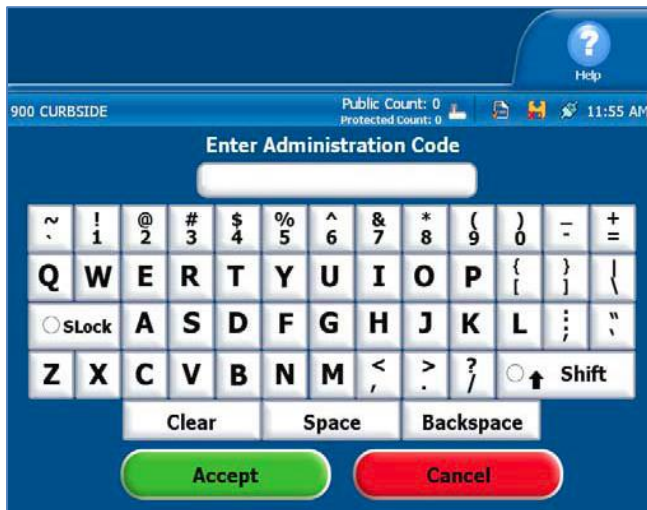 ?
Help
900 CURBSIDE Public Count: 0 11:55 AM
Protected Count: 0
Enter Administration Code
~ ! @ # $ % ^ & * ( ) _ +
` 1 2 3 4 5 6 7 8 9 0 - =
Q W E R T Y U I O P { [ } ] | \
SLock A S D F G H J K L : ; " '
Z X C V B N M < , > . ? / Shift
Clear Space Backspace
Accept Cancel